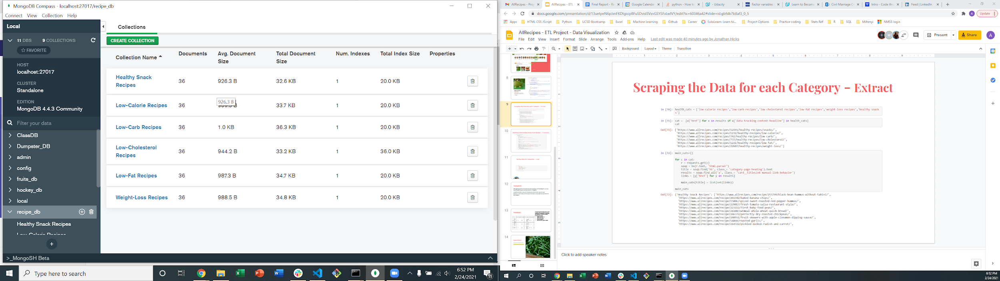 MongoDB Compass - localhost:27017/recipe_db
Connect View Collection Help
Local
11 DBS 9 COLLECTIONS
FAVORITE
HOST
localhost:27017
CLUSTER
Standalone
EDITION
MongoDB 4.4.3 Community
Filter your data
ClassDB
Dumpster_DB
admin
config
fruits_db
hockey_db
local
recipe_db
Healthy Snack Recipes
Low-Calorie Recipes
>_MongoSH Beta
Collections
CREATE COLLECTION
Collection Name Documents Avg. Document Size Total Document Size Num. Indexes Total Index Size Properties
Healthy Snack Recipes 36 926.3 B 32.6 KB 1 20.0 KB
926.3 B
Low-Calorie Recipes 36 33.7 KB 1 20.0 KB
Low-Carb Recipes 36 1.0 KB 36.3 KB 1 20.0 KB
Low-Cholesterol Recipes 36 944.2 B 33.2 KB 1 36.0 KB
Low-Fat Recipes 36 987.3 B 34.7 KB 1 20.0 KB
Weight-Loss Recipes 36 988.5 B 34.8 KB 1 20.0 KB
Type here to search
6:52 PM
2/24/2021
11
AllRecipes - Proj AllRecipes - ETL Final Report - Re Google Calenda python - How to - Udacity Factor variables Learn to Become Civil Marriage Ce Intro - Code Arc Feed | LinkedIn
docs.google.com/presentation/d/13uetpeN6pJxnFKDtgscp8FuSDvid3VxvGSYSFxLwIVY/edit?ts=60346a42#slide=id.gbfdb7b8af3_0_5
Update
Apps HTML CSS JScript Python UCSD Bootcamp Excel Machine Learning Github Career SoloLearn: Learn to... Project Options Practice coding Stats Ref R SQL Miltenyi NMSS login
AllRecipes - ETL Project - Data Visualization
File Edit View Insert Format Slide Arrange Tools Add-ons Help Last edit was made 40 minutes ago by Jonathan Hicks
Present
Share
A
Background Layout Theme Transition
8
9
10
11
12
13
14
MongoDB
Summary
Questions?
Scraping the Data for each Category – Extract
In [70]: health_cats = ['low-calorie recipes','low-carb recipes','low-cholesterol recipes','low-fat recipes','weight-loss recipes','healthy snack
s']
In [71]: cat = [x['href'] for x in results if x['data-tracking-content-headline'] in health_cats]
cat
Out[71]: ['https://www.allrecipes.com/recipes/12155/healthy-recipes/snacks/',
'https://www.allrecipes.com/recipes/1232/healthy-recipes/low-calorie/',
'https://www.allrecipes.com/recipes/742/healthy-recipes/low-carb/',
'https://www.allrecipes.com/recipes/737/healthy-recipes/low-cholesterol/',
'https://www.allrecipes.com/recipes/1231/healthy-recipes/low-fat/',
'https://www.allrecipes.com/recipes/22607/healthy-recipes/weight-loss/']
In [72]: main_cats={}
for c in cat:
r = requests.get(c)
soup = bs(r.text, 'html.parser')
title = soup.find('h1', class_= 'category-page-heading').text
results = soup.find_all('a', class_= 'card__titleLink manual-link-behavior')
links = [y['href'] for y in results]
main_cats[title] = list(set(links))
main_cats
Out[72]: {'Healthy Snack Recipes': ['https://www.allrecipes.com/recipe/255799/black-bean-hummus-without-tahini/',
'https://www.allrecipes.com/recipe/261342/baked-banana-chips/',
'https://www.allrecipes.com/recipe/15006/spiced-sweet-roasted-red-pepper-hummus/',
'https://www.allrecipes.com/recipe/239017/fresh-tomato-salsa-restaurant-style/',
'https://www.allrecipes.com/recipe/223112/first-baby-food-peas/',
'https://www.allrecipes.com/recipe/21108/oatmeal-whole-wheat-quick-bread/',
'https://www.allrecipes.com/recipe/246372/perfectly-dry-roasted-chickpeas/',
'https://www.allrecipes.com/recipe/240551/fruit-skewers-with-apple-cinnamon-dipping-sauce/',
'https://www.allrecipes.com/recipe/14860/roasted-garlic/',
'https://www.allrecipes.com/recipe/214722/pickled-daikon-radish-and-carrot/',
Click to add speaker notes
6:52 PM
2/24/2021